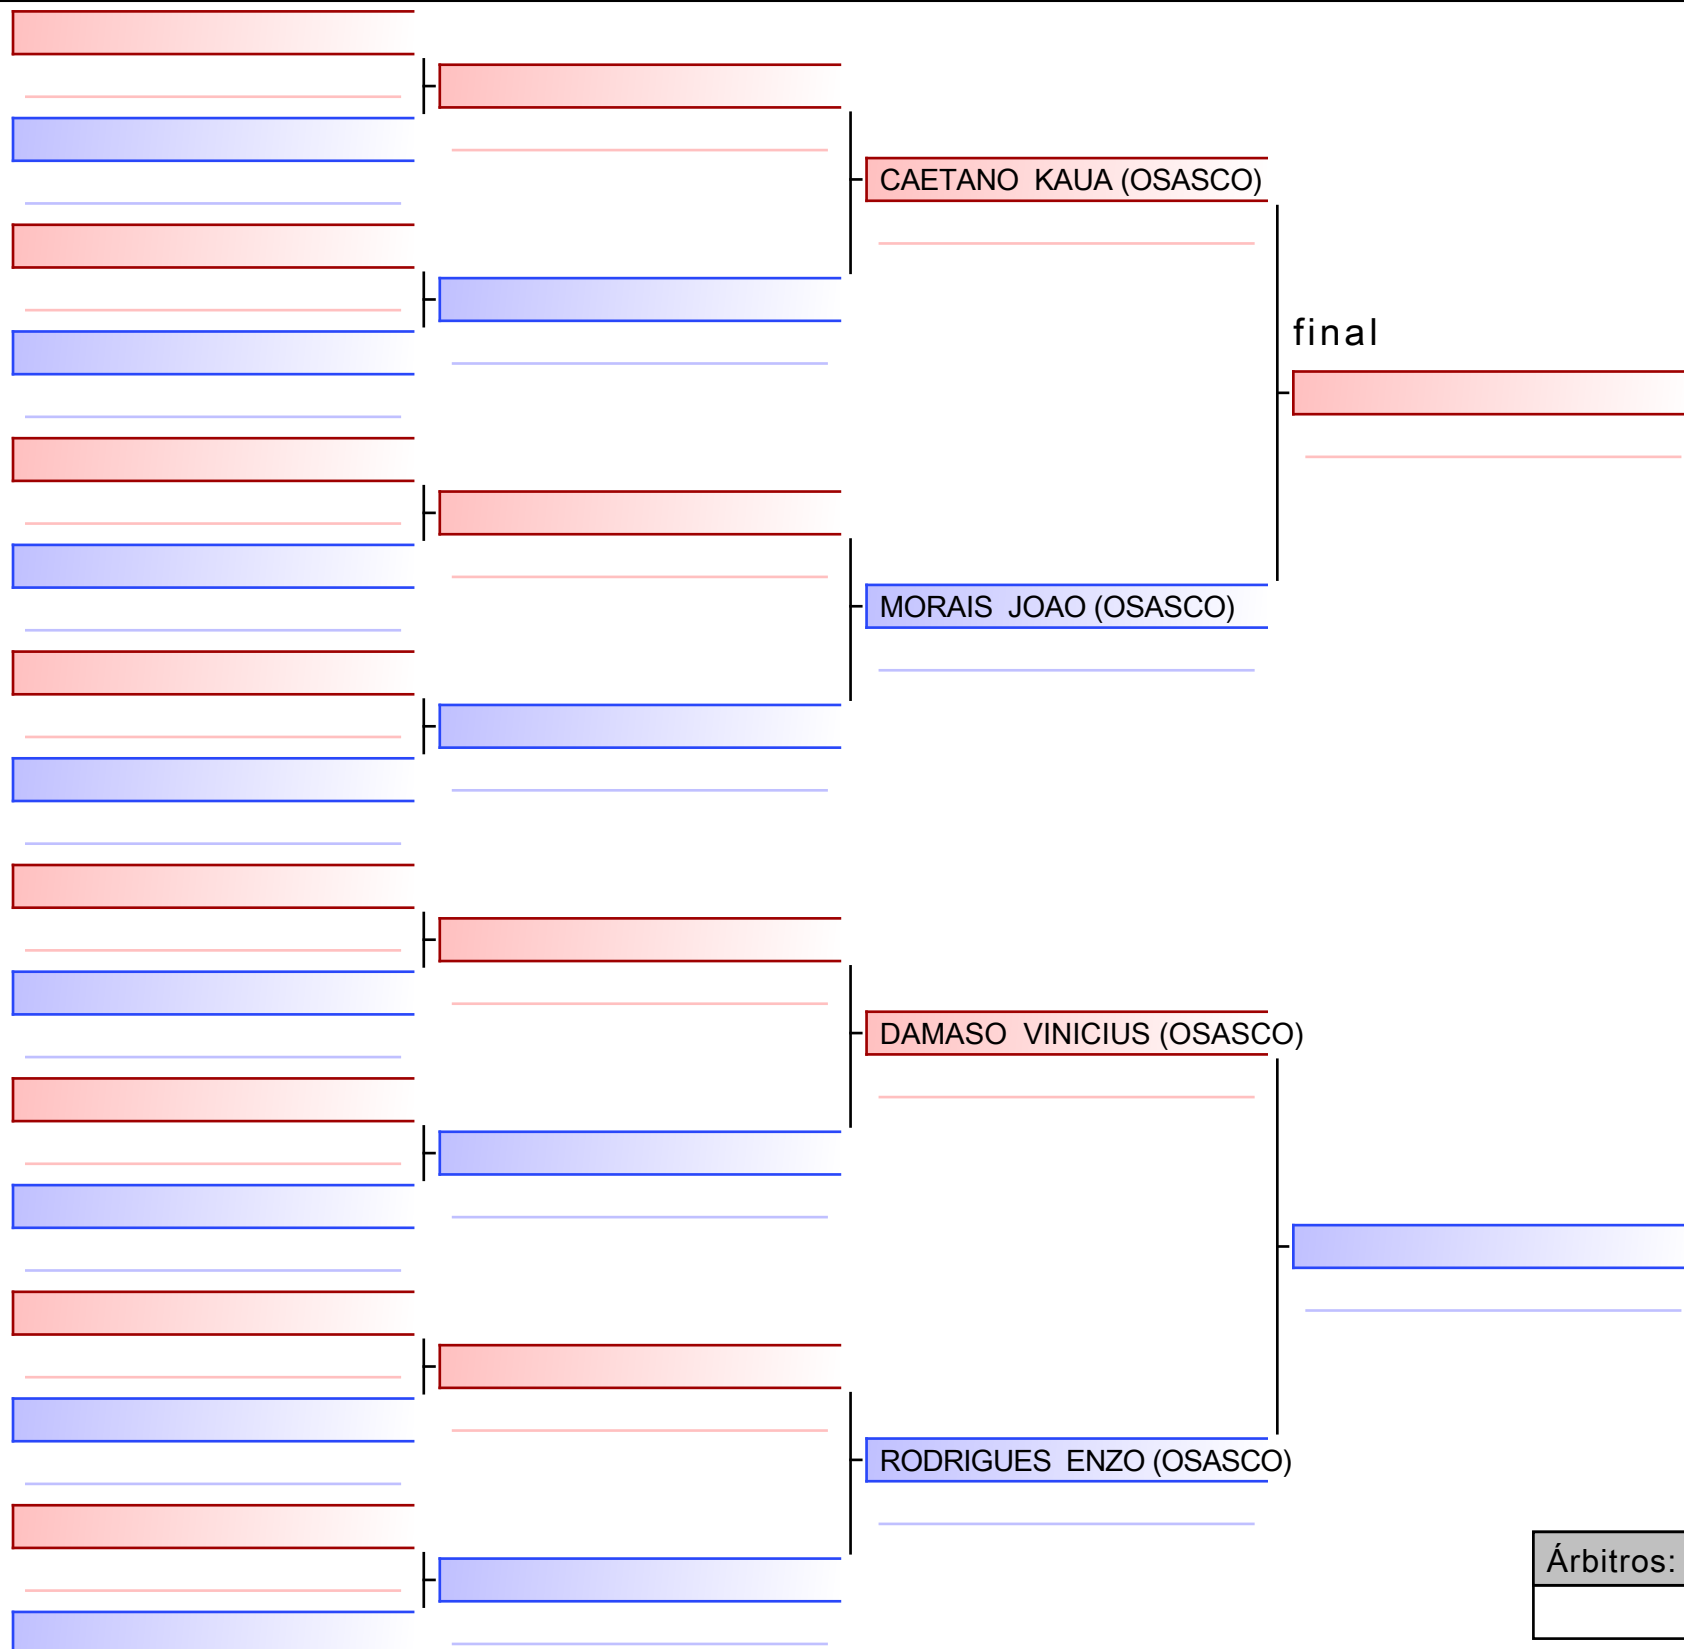 CAETANO  KAUA (OSASCO)
final
MORAIS  JOAO (OSASCO)
DAMASO  VINICIUS (OSASCO)
RODRIGUES  ENZO (OSASCO)
Árbitros: